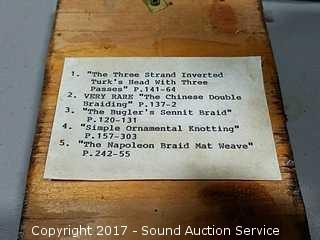 1. "The Three Strand Inverted
Turk's Head With Three
Passes" P.141-64
2. VERY RARE "The Chinese Double
Braiding" P.137-2
3. "The Bugler's Sennit Braid"
P.120-131
4. "Simple Ornamental Knotting"
P.157-303
5. "The Napoleon Braid Mat Weave"
P.242-55
Copyright 2017 - Sound Auction Service